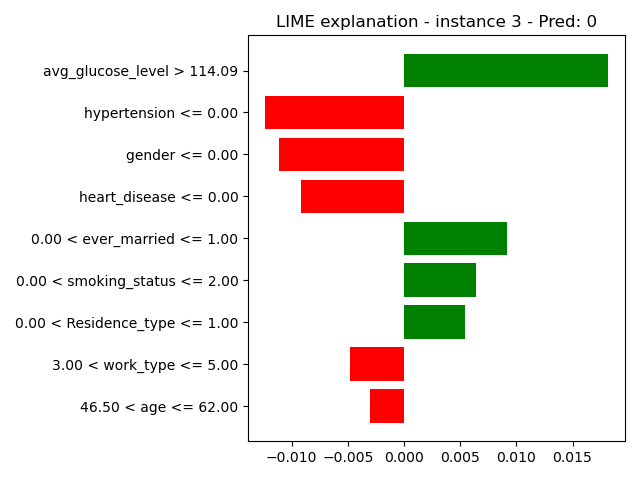 LIME explanation - instance 3 - Pred: 0
avg_glucose_level > 114.09
hypertension <= 0.00
gender <= 0.00
heart_disease <= 0.00
0.00 < ever_married <= 1.00
0.00 < smoking_status <= 2.00
0.00 < Residence_type <= 1.00
3.00 < work_type <= 5.00
46.50 < age <= 62.00
−0.010 −0.005 0.000 0.005 0.010 0.015